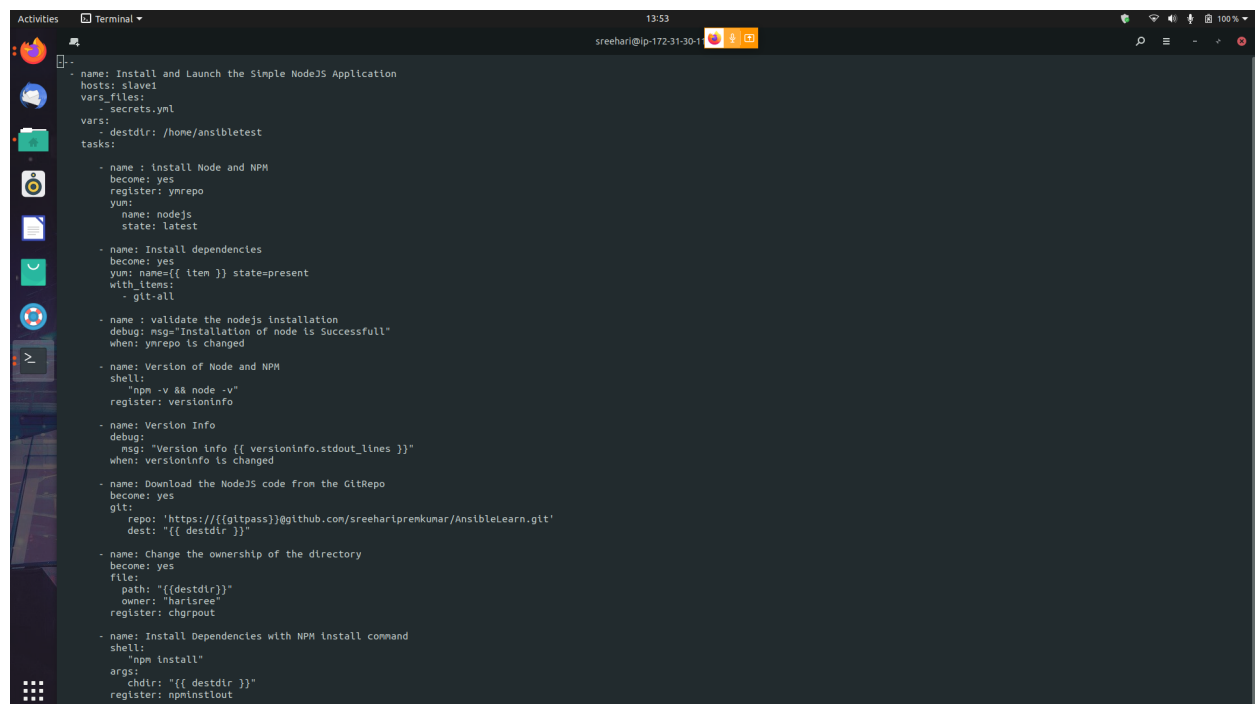 Activities Terminal 13:53 100 %
sreehari@ip-172-31-30-1
---
- name: Install and Launch the Simple NodeJS Application
hosts: slave1
vars_files:
- secrets.yml
vars:
- destdir: /home/ansibletest
tasks:
- name : install Node and NPM
become: yes
register: ymrepo
yum:
name: nodejs
state: latest
- name: Install dependencies
become: yes
yum: name={{ item }} state=present
with_items:
- git-all
- name : validate the nodejs installation
debug: msg="Installation of node is Successfull"
when: ymrepo is changed
- name: Version of Node and NPM
shell:
"npm -v && node -v"
register: versioninfo
- name: Version Info
debug:
msg: "Version info {{ versioninfo.stdout_lines }}"
when: versioninfo is changed
- name: Download the NodeJS code from the GitRepo
become: yes
git:
repo: 'https://{{gitpass}}@github.com/sreeharipremkumar/AnsibleLearn.git'
dest: "{{ destdir }}"
- name: Change the ownership of the directory
become: yes
file:
path: "{{destdir}}"
owner: "harisree"
register: chgrpout
- name: Install Dependencies with NPM install command
shell:
"npm install"
args:
chdir: "{{ destdir }}"
register: npminstlout